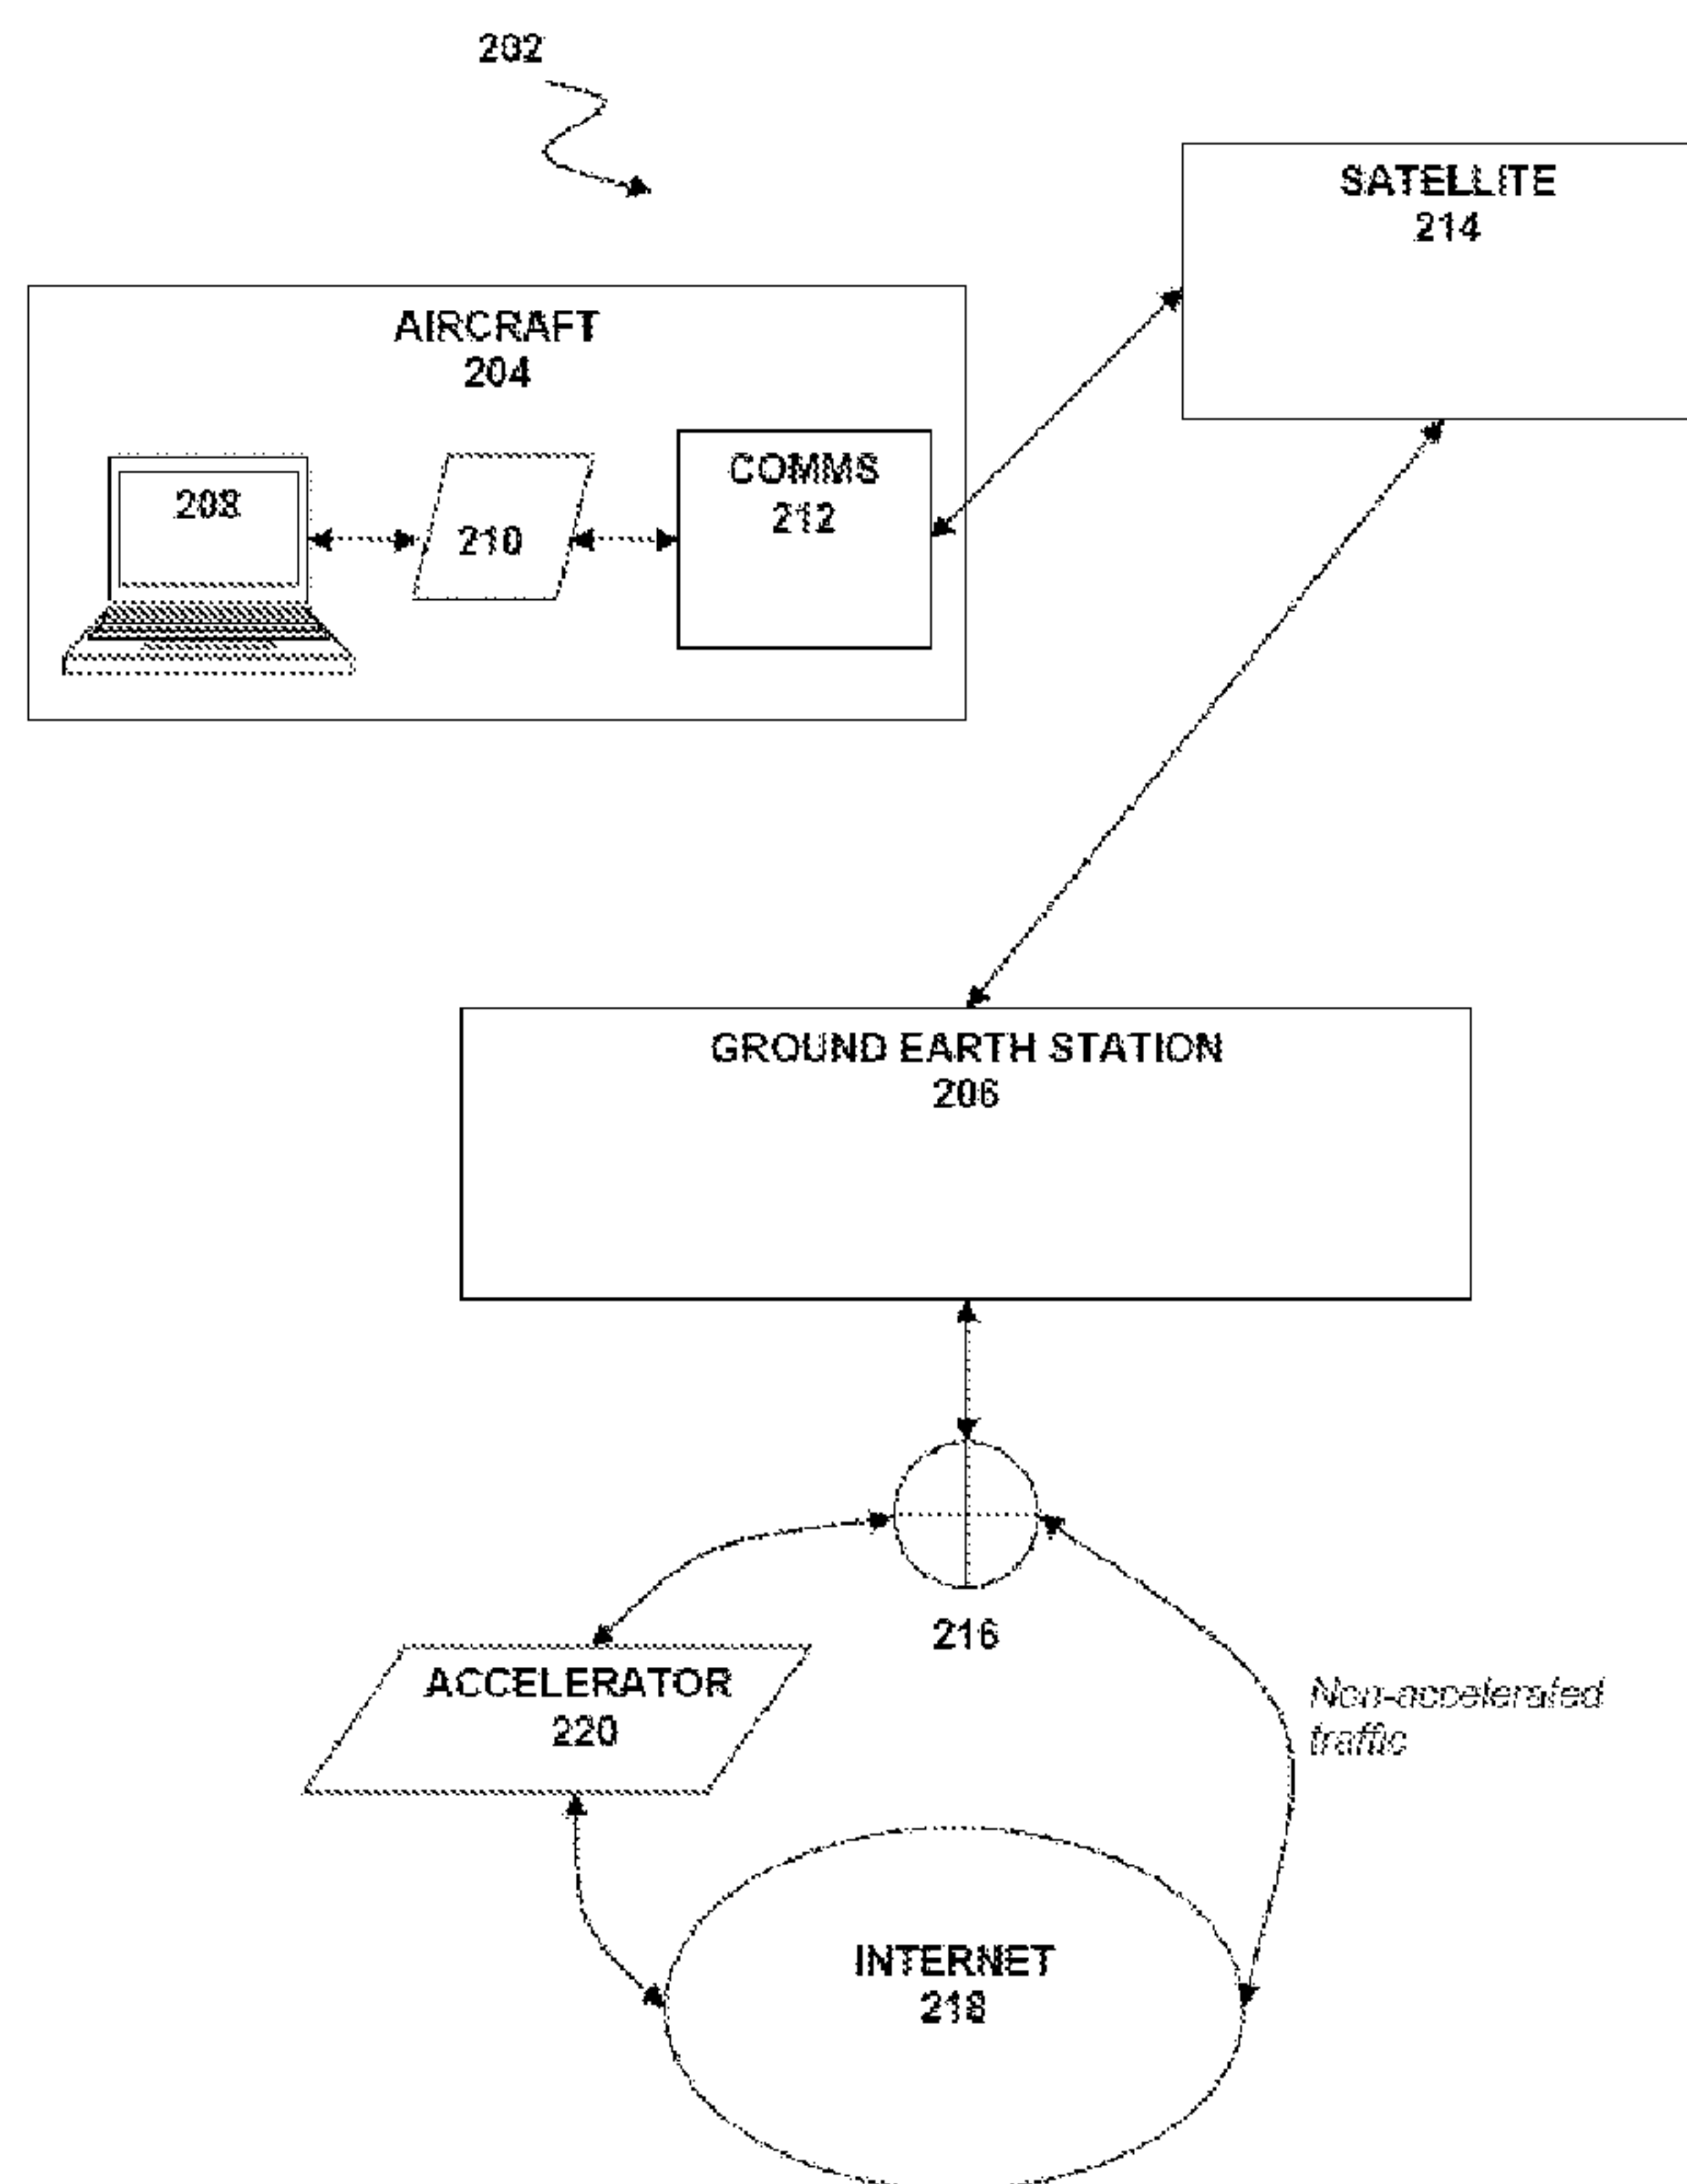 202
SATELLITE
214
AIRCRAFT
204
208
210
COMMS
212
GROUND EARTH STATION
206
216
ACCELERATOR
220
Non-accelerated
traffic
INTERNET
218